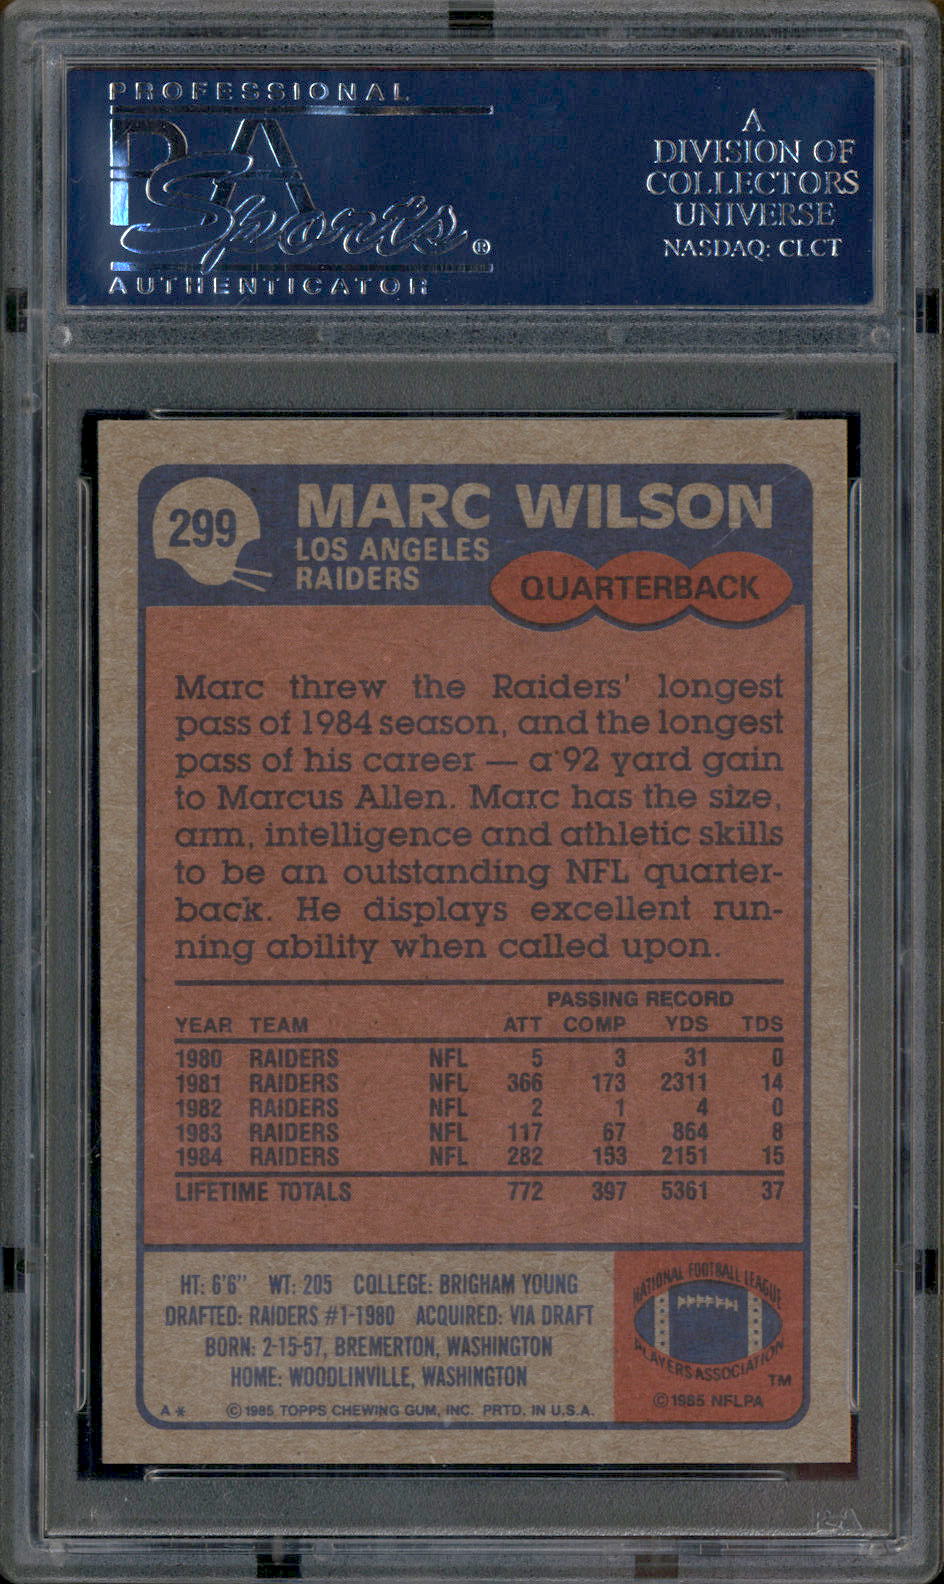 PROFESSIONAL
PSA
Sports®
AUTHENTICATOR
A
DIVISION OF
COLLECTORS
UNIVERSE
NASDAQ: CLCT
299
MARC WILSON
LOS ANGELES
RAIDERS
QUARTERBACK
Marc threw the Raiders' longest
pass of 1984 season, and the longest
pass of his career — a 92 yard gain
to Marcus Allen. Marc has the size,
arm, intelligence and athletic skills
to be an outstanding NFL quarter-
back. He displays excellent run-
ning ability when called upon.
PASSING RECORD
YEAR TEAM ATT COMP YDS TDS
1980 RAIDERS NFL 5 3 31 0
1981 RAIDERS NFL 366 173 2311 14
1982 RAIDERS NFL 2 1 4 0
1983 RAIDERS NFL 117 67 864 8
1984 RAIDERS NFL 282 153 2151 15
LIFETIME TOTALS 772 397 5361 37
HT: 6'6" WT: 205 COLLEGE: BRIGHAM YOUNG
DRAFTED: RAIDERS #1-1980 ACQUIRED: VIA DRAFT
BORN: 2-15-57, BREMERTON, WASHINGTON
HOME: WOODLINVILLE, WASHINGTON
A* ©1985 TOPPS CHEWING GUM, INC. PRTD. IN U.S.A.
NATIONAL FOOTBALL LEAGUE
PLAYERS ASSOCIATION
TM
©1985 NFLPA